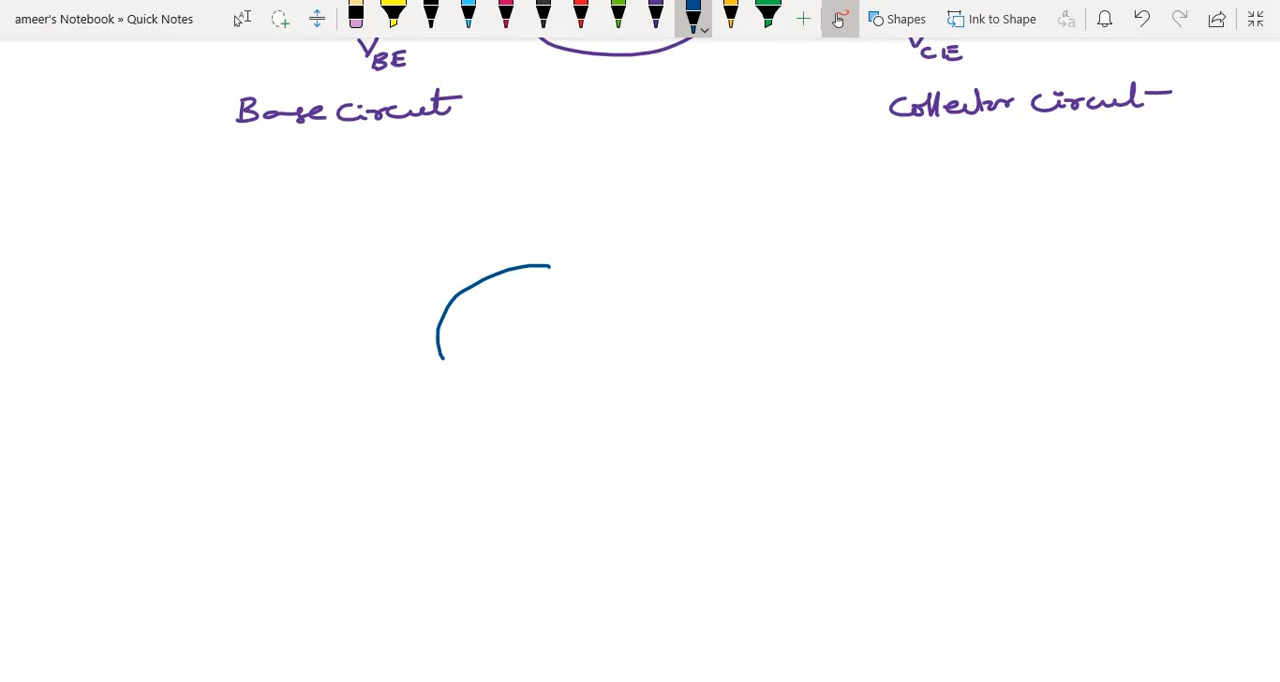 ameer's Notebook » Quick Notes Shapes Ink to Shape
VBE VCE
Base Circuit Collector Circuit